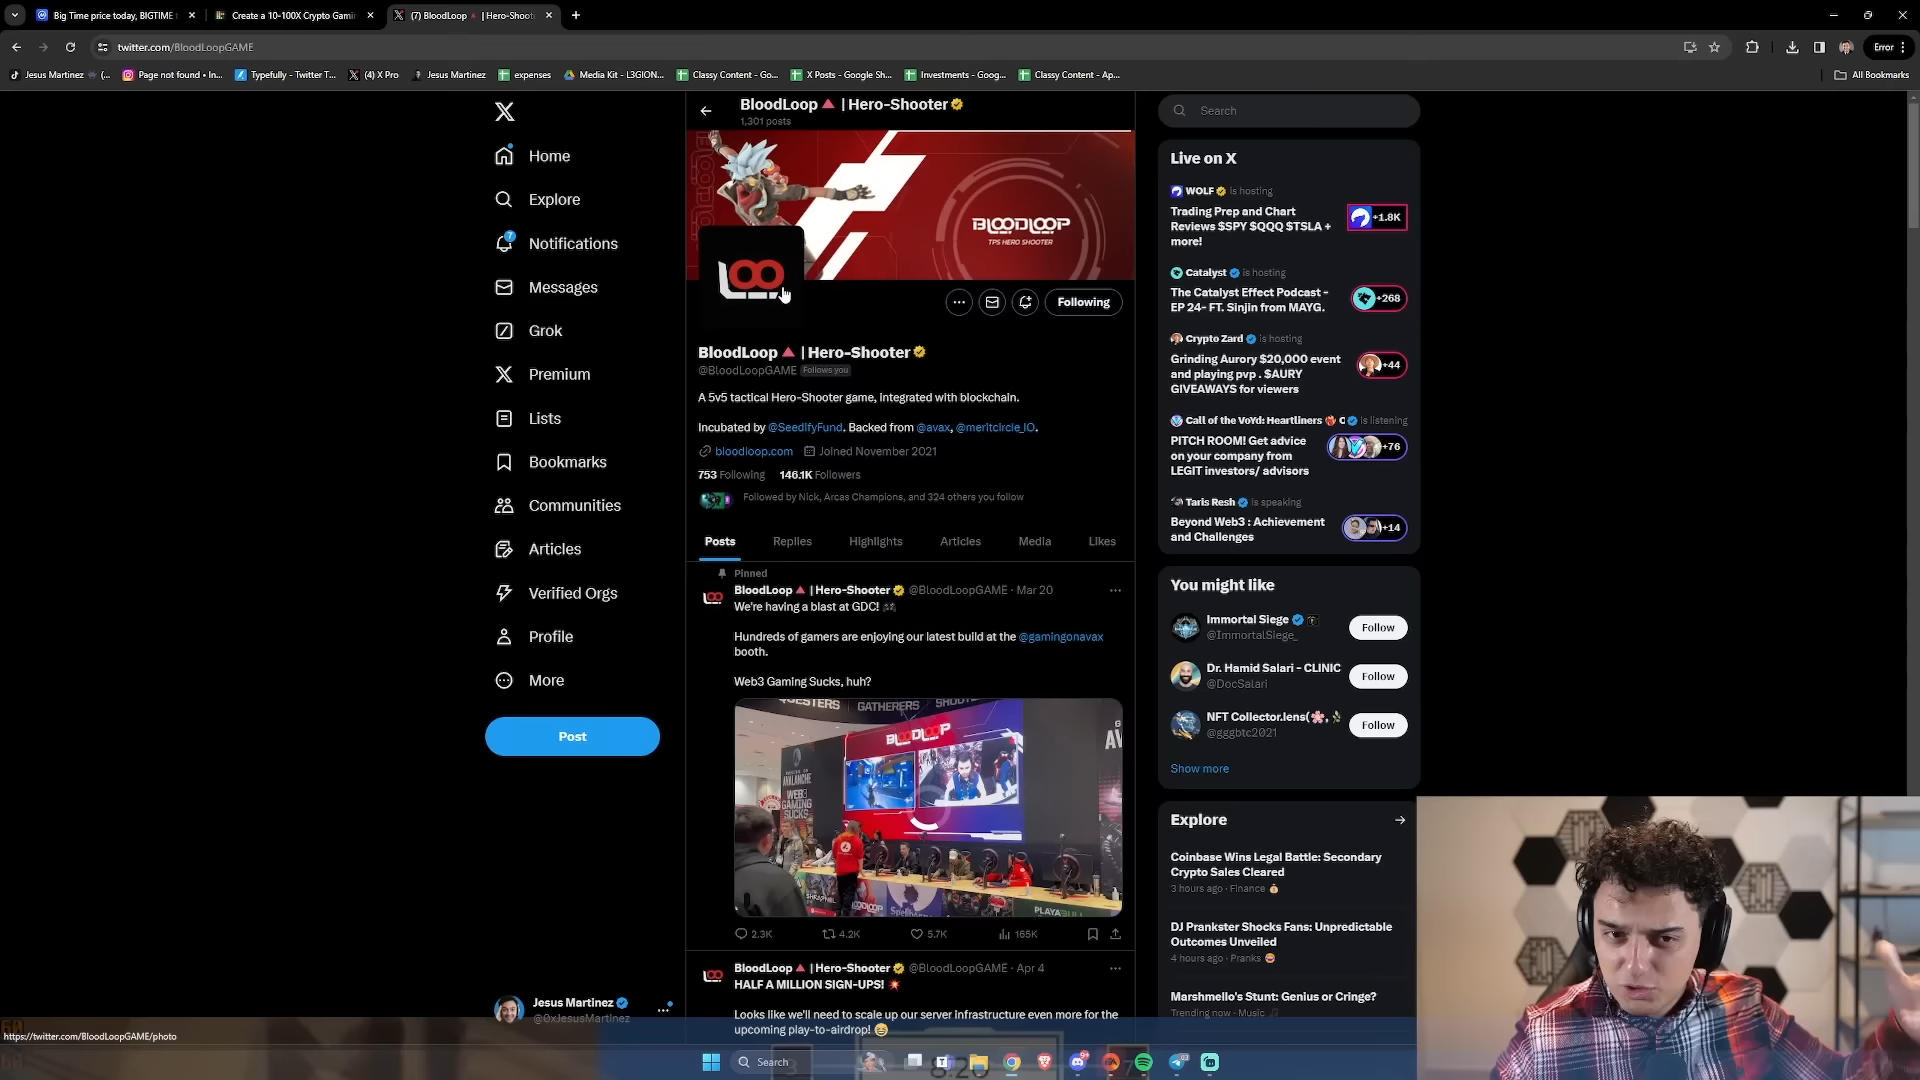 Big Time price today, BIGTIME
Create a 10-100X Crypto Gamin
(7) BloodLoop | Hero-Shoot
twitter.com/BloodLoopGAME
Error
Jesus Martinez (...
Page not found • In...
Typefully - Twitter T...
(4) X Pro
Jesus Martinez
expenses
Media Kit - L3GION...
Classy Content - Go...
X Posts - Google Sh...
Investments - Goog...
Classy Content - Ap...
All Bookmarks
Home
Explore
Notifications
7
Messages
Grok
Premium
Lists
Bookmarks
Communities
Articles
Verified Orgs
Profile
More
Post
Jesus Martinez
@0xJesusMartinez
BloodLoop🔺 | Hero-Shooter
1,301 posts
BLOODLOOP
TPS HERO SHOOTER
Following
BloodLoop🔺 | Hero-Shooter
@BloodLoopGAME Follows you
A 5v5 tactical Hero-Shooter game, integrated with blockchain.
Incubated by @SeedifyFund. Backed from @avax, @meritcircle_IO.
bloodloop.com Joined November 2021
753 Following 146.1K Followers
Followed by Nick, Arcas Champions, and 324 others you follow
Posts Replies Highlights Articles Media Likes
Pinned
BloodLoop🔺 | Hero-Shooter @BloodLoopGAME · Mar 20
We're having a blast at GDC! 🎮
Hundreds of gamers are enjoying our latest build at the @gamingonavax
booth.
Web3 Gaming Sucks, huh?
GATHERERS
BLOODLOOP
AVALANCHE
WEB3
GAMING
SUCKS
2.3K 4.2K 5.7K 165K
BloodLoop🔺 | Hero-Shooter @BloodLoopGAME · Apr 4
HALF A MILLION SIGN-UPS! 💥
Looks like we'll need to scale up our server infrastructure even more for the
upcoming play-to-airdrop! 😄
Search
Live on X
WOLF is hosting
Trading Prep and Chart
Reviews $SPY $QQQ $TSLA +
more!
+1.8K
Catalyst is hosting
The Catalyst Effect Podcast -
EP 24- FT. Sinjin from MAYG.
+268
Crypto Zard is hosting
Grinding Aurory $20,000 event
and playing pvp . $AURY
GIVEAWAYS for viewers
+44
Call of the VoYd: Heartliners is listening
PITCH ROOM! Get advice
on your company from
LEGIT investors/ advisors
+76
Taris Resh is speaking
Beyond Web3 : Achievement
and Challenges
+14
You might like
Immortal Siege
@ImmortalSiege_
Follow
Dr. Hamid Salari - CLINIC
@DocSalari
Follow
NFT Collector.lens(🌸,
@gggbtc2021
Follow
Show more
Explore
Coinbase Wins Legal Battle: Secondary
Crypto Sales Cleared
3 hours ago · Finance
DJ Prankster Shocks Fans: Unpredictable
Outcomes Unveiled
4 hours ago · Pranks
Marshmello's Stunt: Genius or Cringe?
Trending now · Music
https://twitter.com/BloodLoopGAME/photo
Search